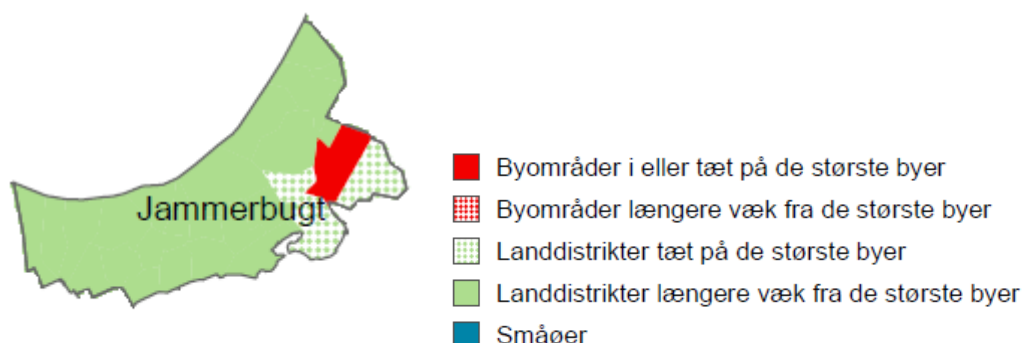 Jammerbugt
Byområder i eller tæt på de største byer
Byområder længere væk fra de største byer
Landdistrikter tæt på de største byer
Landdistrikter længere væk fra de største byer
Småøer